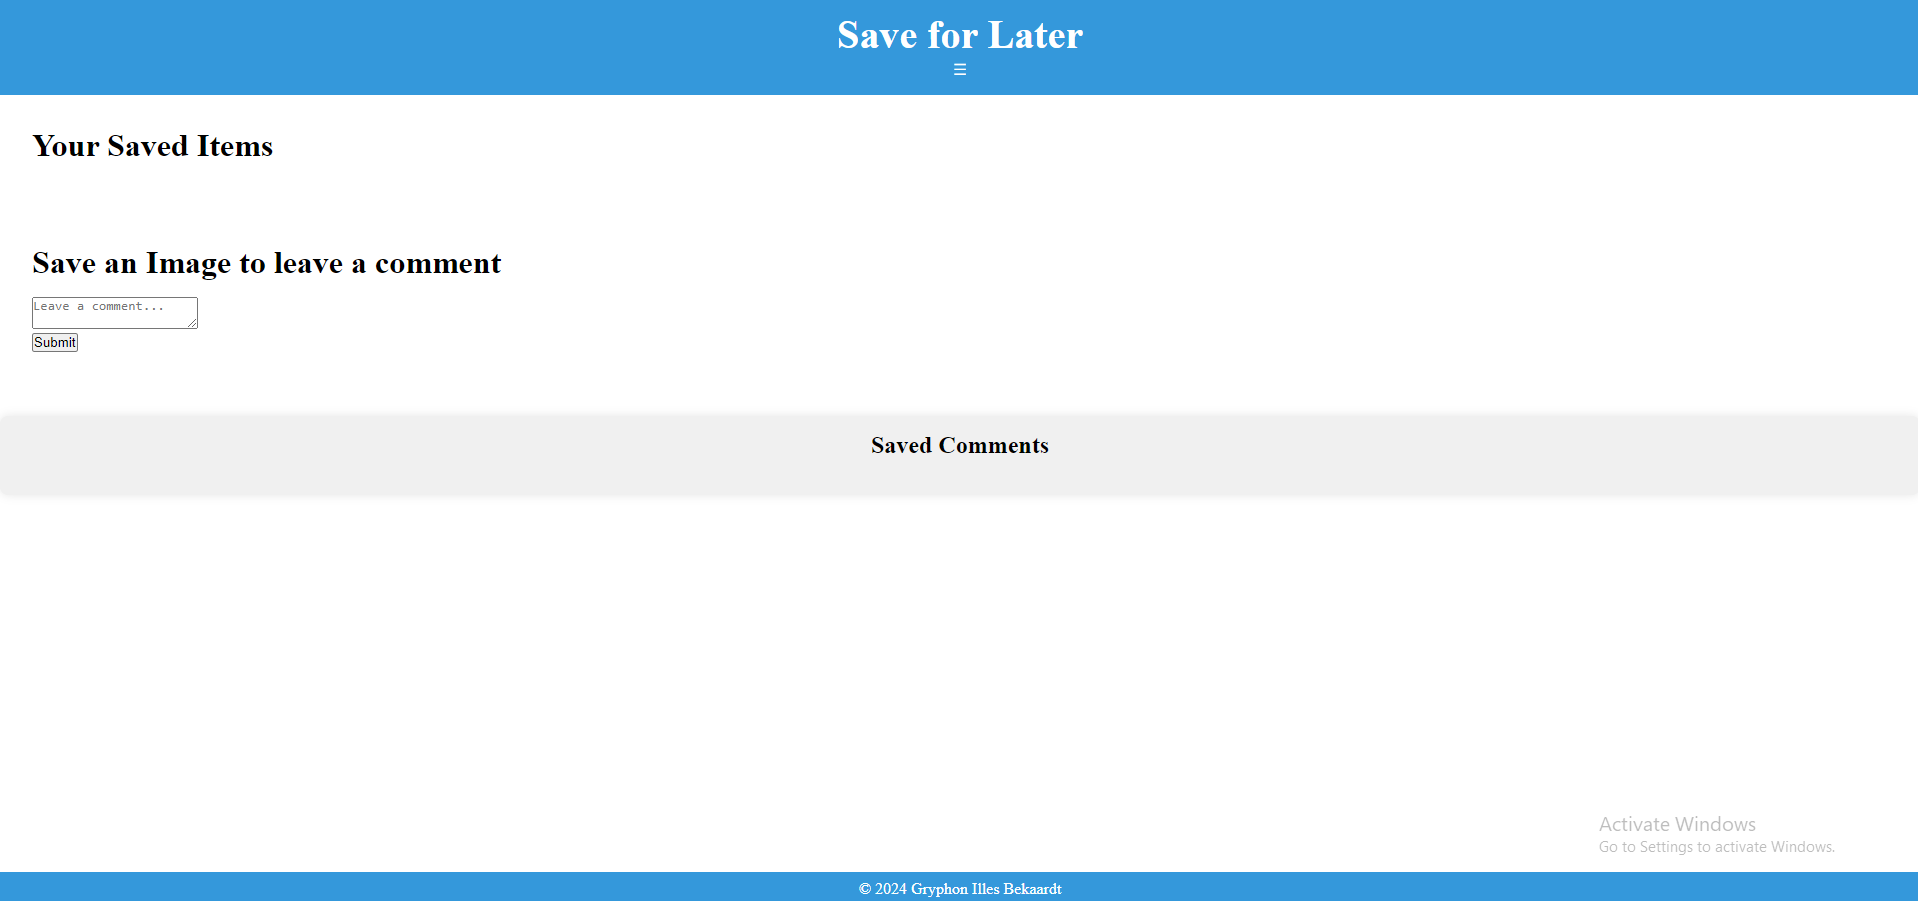 Save for Later
☰
Your Saved Items
Save an Image to leave a comment
Leave a comment...
Submit
Saved Comments
Activate Windows
Go to Settings to activate Windows.
© 2024 Gryphon Illes Bekaardt